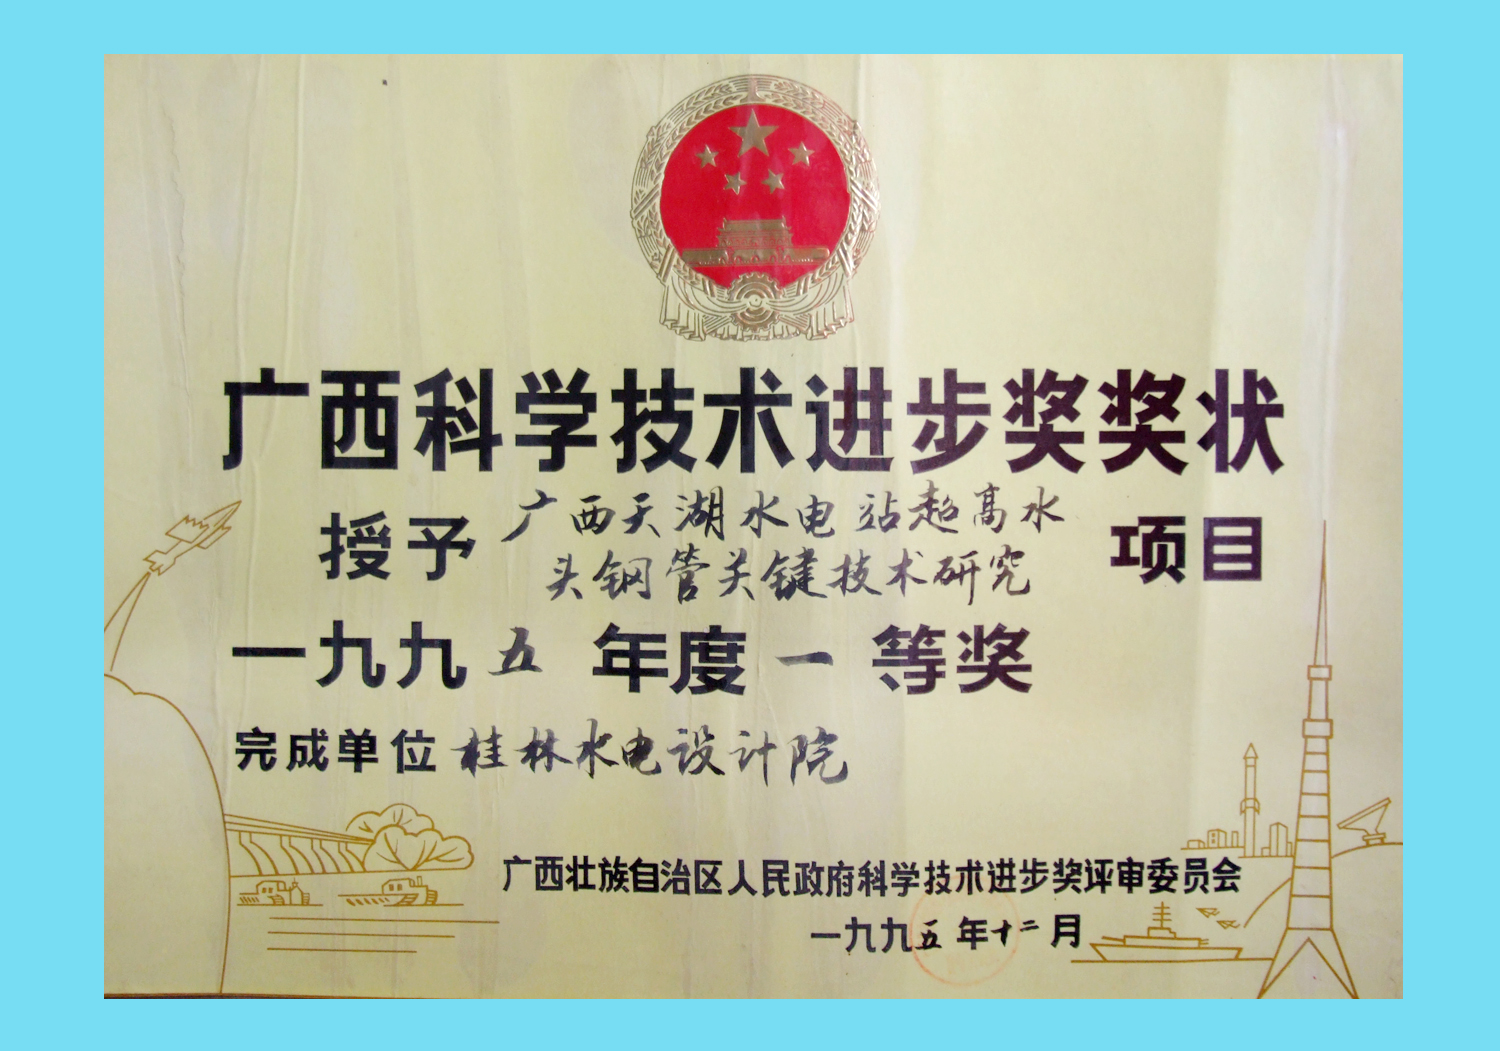 广西科学技术进步奖奖状
授予 广西天湖水电站超高水 项目
头钢管关键技术研究
一九九五年度一等奖
完成单位 桂林水电设计院
广西壮族自治区人民政府科学技术进步奖评审委员会
一九九五年十二月